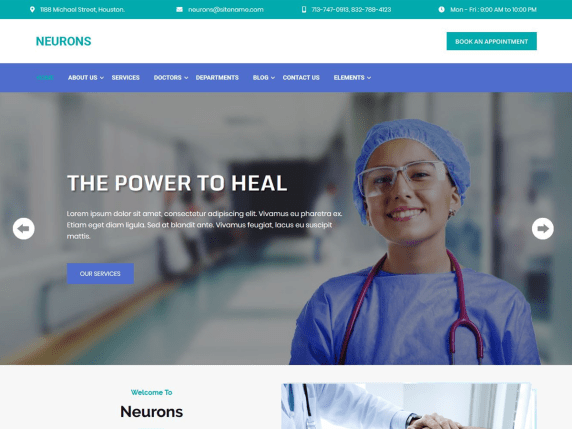 1188 Michael Street, Houston.
neurons@sitename.com
713-747-0913, 832-788-4123
Mon - Fri : 9:00 AM to 10:00 PM
NEURONS
BOOK AN APPOINTMENT
HOME ABOUT US SERVICES DOCTORS DEPARTMENTS BLOG CONTACT US ELEMENTS
THE POWER TO HEAL
Lorem ipsum dolor sit amet, consectetur adipiscing elit. Vivamus eu pharetra ex.
Etiam eget diam ligula. Sed at blandit ante. Vivamus feugiat, lacus eu suscipit
mattis.
OUR SERVICES
Welcome To
Neurons